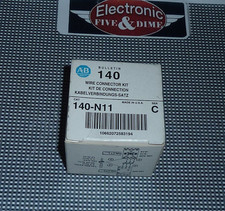 Electronic
FIVE & DIME
AB
BULLETIN
140
WIRE CONNECTOR KIT
KIT DE CONNECTION
KABELVERBINDUNGS-SATZ
MADE IN U.S.A.
140-N11
C